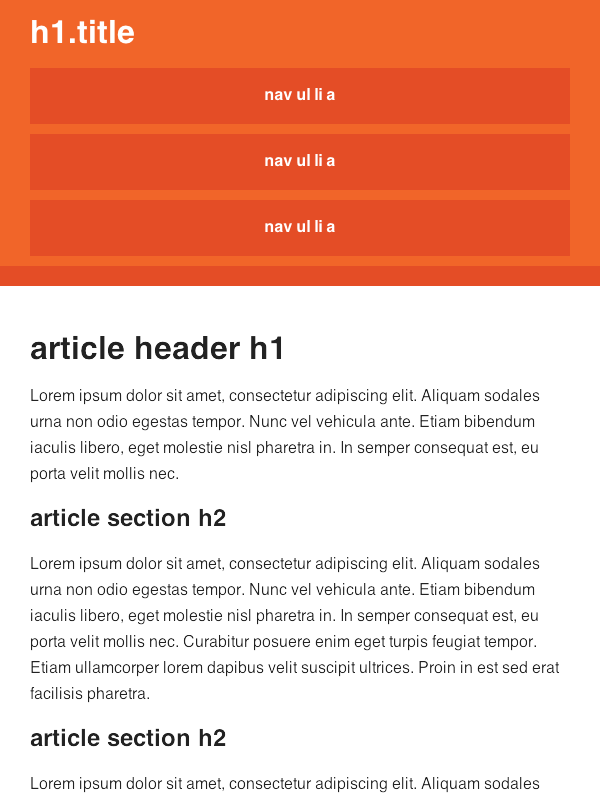 h1.title
nav ul li a
nav ul li a
nav ul li a
article header h1
Lorem ipsum dolor sit amet, consectetur adipiscing elit. Aliquam sodales
urna non odio egestas tempor. Nunc vel vehicula ante. Etiam bibendum
iaculis libero, eget molestie nisl pharetra in. In semper consequat est, eu
porta velit mollis nec.
article section h2
Lorem ipsum dolor sit amet, consectetur adipiscing elit. Aliquam sodales
urna non odio egestas tempor. Nunc vel vehicula ante. Etiam bibendum
iaculis libero, eget molestie nisl pharetra in. In semper consequat est, eu
porta velit mollis nec. Curabitur posuere enim eget turpis feugiat tempor.
Etiam ullamcorper lorem dapibus velit suscipit ultrices. Proin in est sed erat
facilisis pharetra.
article section h2
Lorem ipsum dolor sit amet, consectetur adipiscing elit. Aliquam sodales